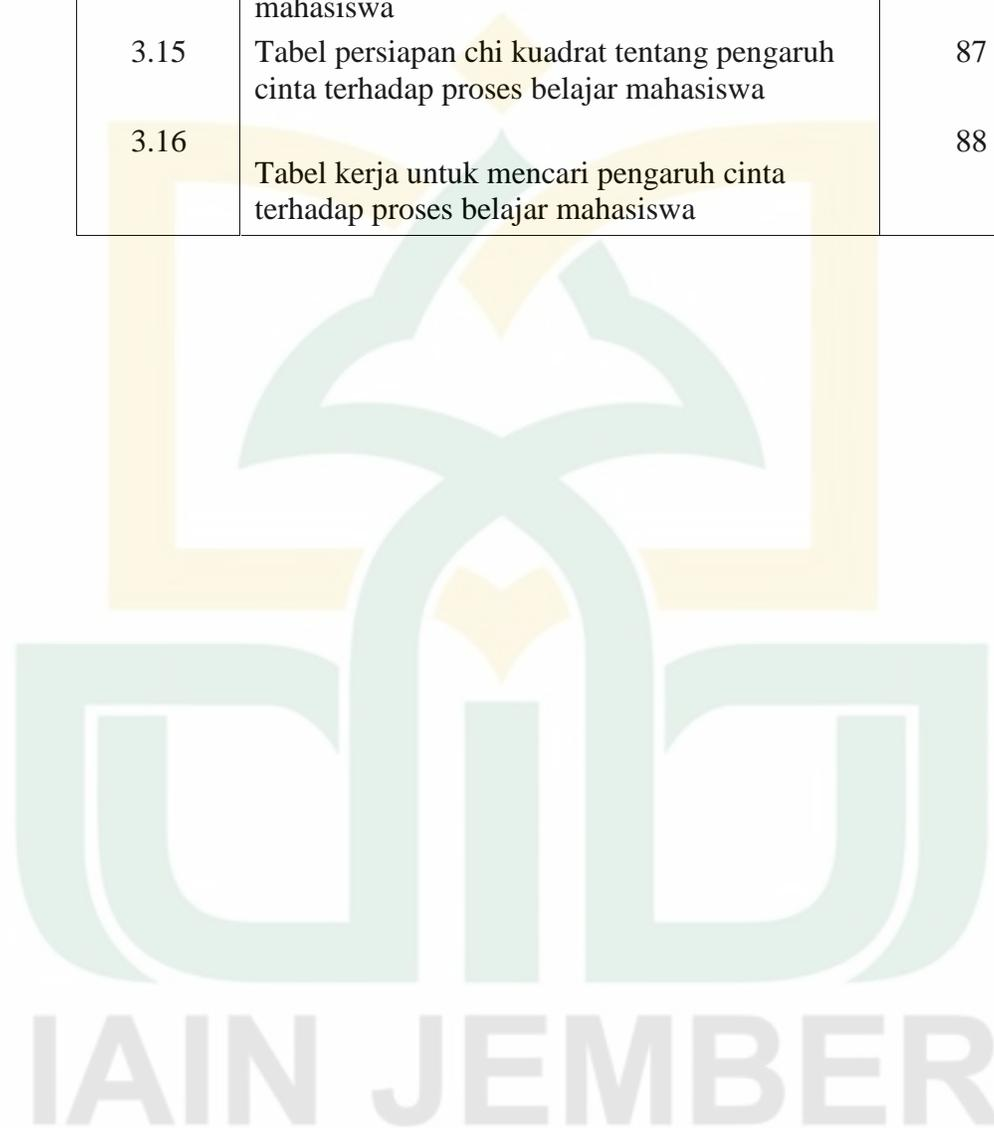 mahasiswa
3.15 Tabel persiapan chi kuadrat tentang pengaruh 87
cinta terhadap proses belajar mahasiswa
3.16 88
Tabel kerja untuk mencari pengaruh cinta
terhadap proses belajar mahasiswa
IAIN JEMBER